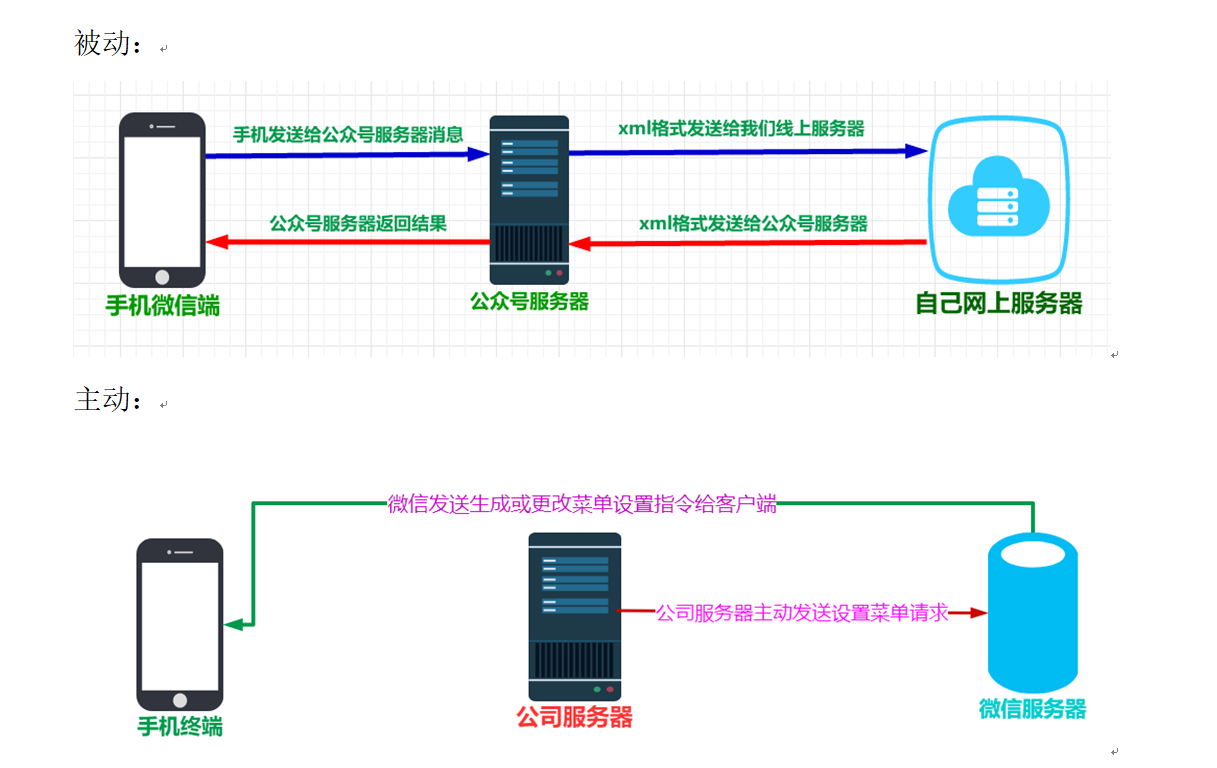 被动：
手机发送给公众号服务器消息
xml格式发送给我们线上服务器
公众号服务器返回结果
xml格式发送给公众号服务器
手机微信端
公众号服务器
自己网上服务器
主动：
微信发送生成或更改菜单设置指令给客户端
公司服务器主动发送设置菜单请求
手机终端
公司服务器
微信服务器